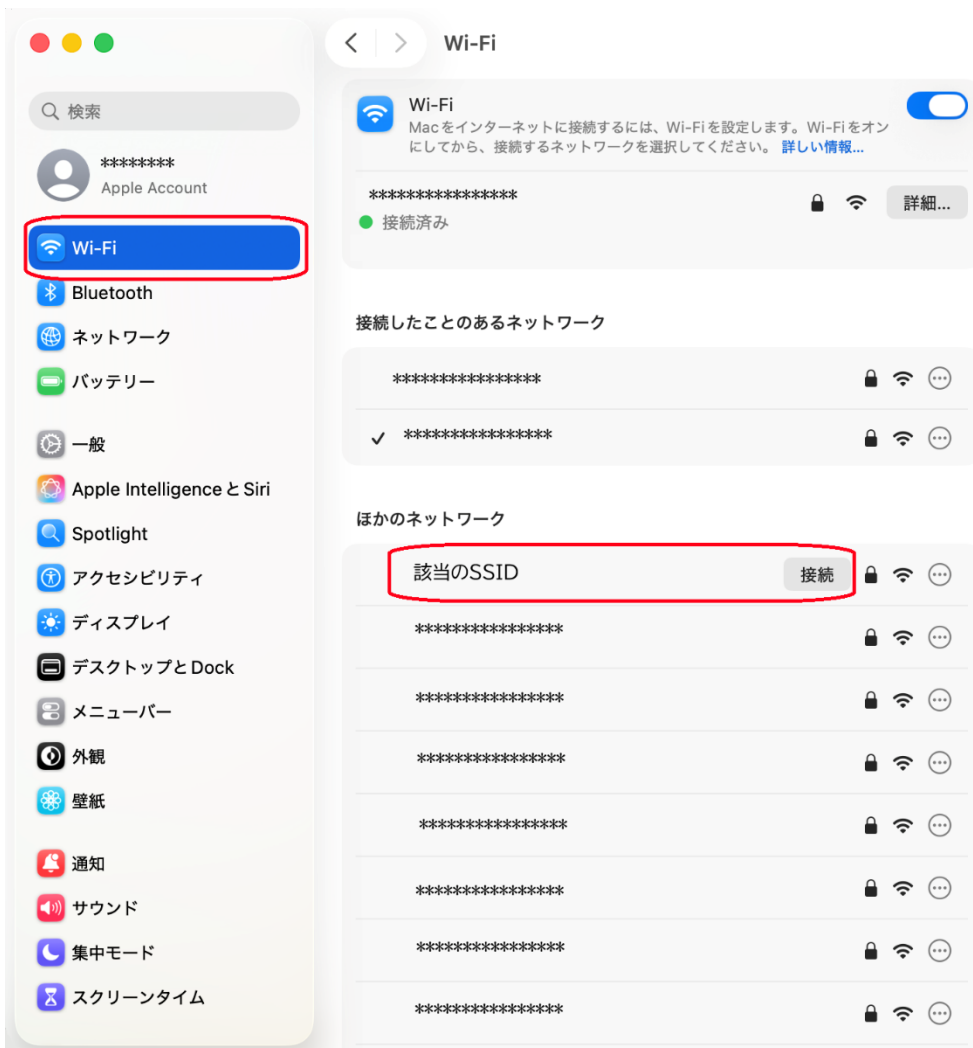 Wi-Fi
検索
********
Apple Account
Wi-Fi
Bluetooth
ネットワーク
バッテリー
一般
Apple Intelligence と Siri
Spotlight
アクセシビリティ
ディスプレイ
デスクトップと Dock
メニューバー
外観
壁紙
通知
サウンド
集中モード
スクリーンタイム
Wi-Fi
Macをインターネットに接続するには、Wi-Fiを設定します。Wi-Fiをオン
にしてから、接続するネットワークを選択してください。 詳しい情報...
****************
詳細...
接続済み
接続したことのあるネットワーク
****************
****************
ほかのネットワーク
該当のSSID 接続
****************
****************
****************
****************
****************
****************
****************